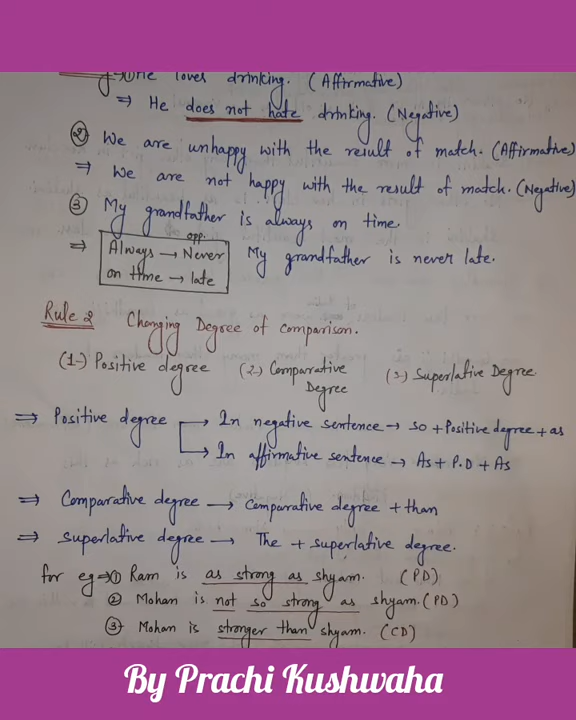 ① He loves drinking. (Affirmative)
⇒ He does not hate drinking. (Negative)
② We are unhappy with the result of match. (Affirmative)
⇒ We are not happy with the result of match. (Negative)
③ My grandfather is always on time.
opp.
⇒ Always → Never My grandfather is never late.
on time → late
Rule 2 Changing Degree of comparison.
(1-) Positive degree (2-) Comparative Degree (3-) Superlative Degree
⇒ Positive degree → In negative sentence → so + Positive degree + as
→ In affirmative sentence → As + P.D + As
⇒ Comparative degree → Comparative degree + than
⇒ Superlative degree → The + superlative degree.
for eg ⇒ ① Ram is as strong as shyam. (PD)
② Mohan is not so strong as shyam. (PD)
③ Mohan is stronger than shyam. (CD)
By Prachi Kushwaha